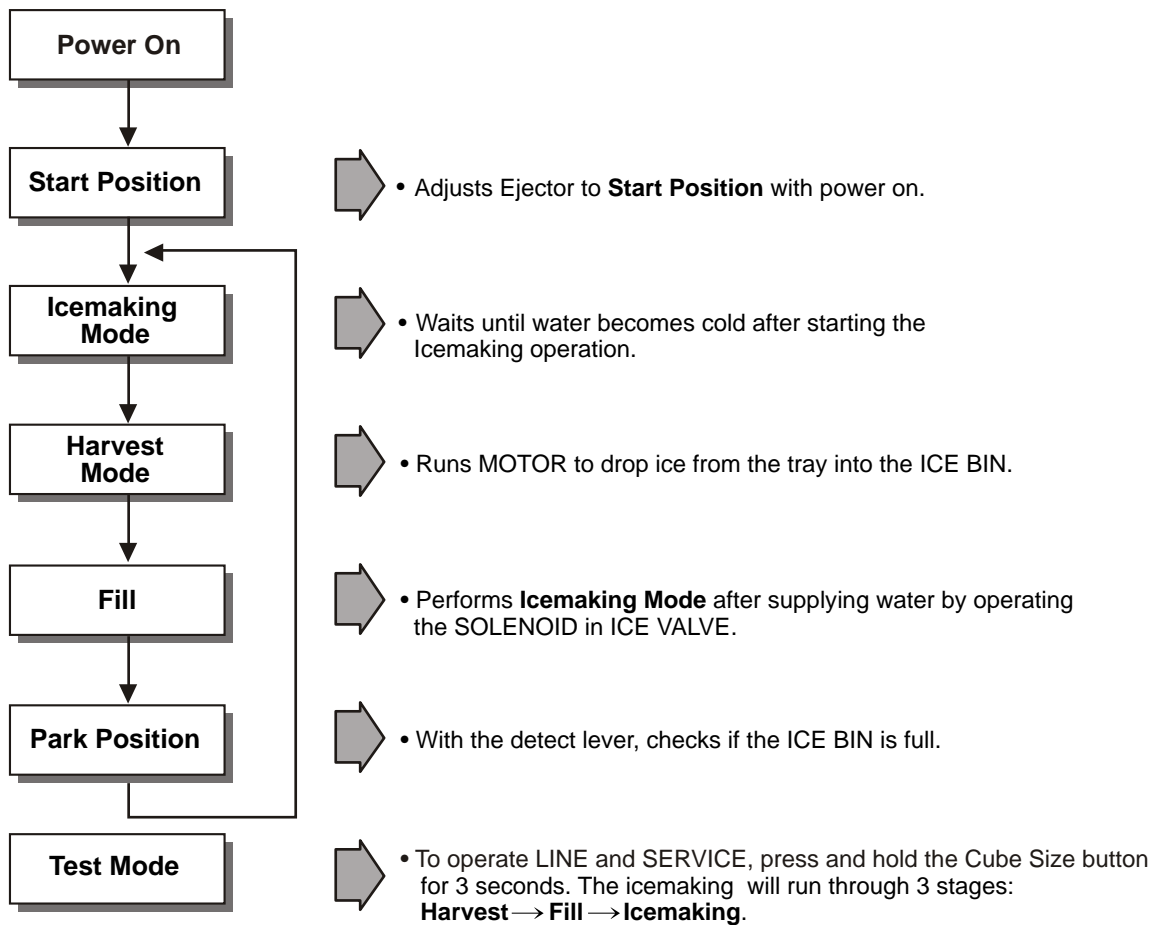 Power On
Start Position
• Adjusts Ejector to Start Position with power on.
Icemaking
Mode
• Waits until water becomes cold after starting the
Icemaking operation.
Harvest
Mode
• Runs MOTOR to drop ice from the tray into the ICE BIN.
Fill
• Performs Icemaking Mode after supplying water by operating
the SOLENOID in ICE VALVE.
Park Position
• With the detect lever, checks if the ICE BIN is full.
Test Mode
• To operate LINE and SERVICE, press and hold the Cube Size button
for 3 seconds. The icemaking will run through 3 stages:
Harvest→Fill→Icemaking.